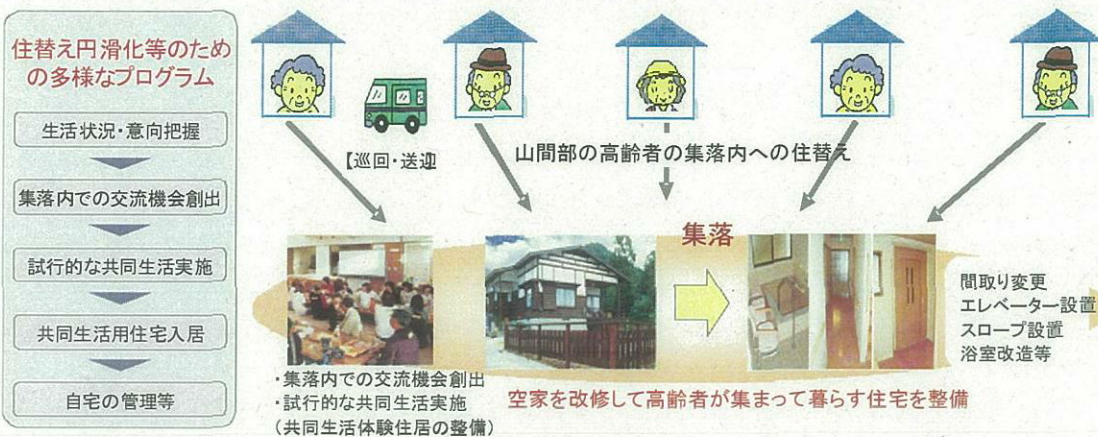 住替え円滑化等のため
の多様なプログラム
生活状況・意向把握
集落内での交流機会創出
試行的な共同生活実施
共同生活用住宅入居
自宅の管理等
【巡回・送迎
山間部の高齢者の集落内への住替え
集落
間取り変更
エレベーター設置
スロープ設置
浴室改造等
・集落内での交流機会創出
・試行的な共同生活実施
(共同生活体験住居の整備)
空家を改修して高齢者が集まって暮らす住宅を整備